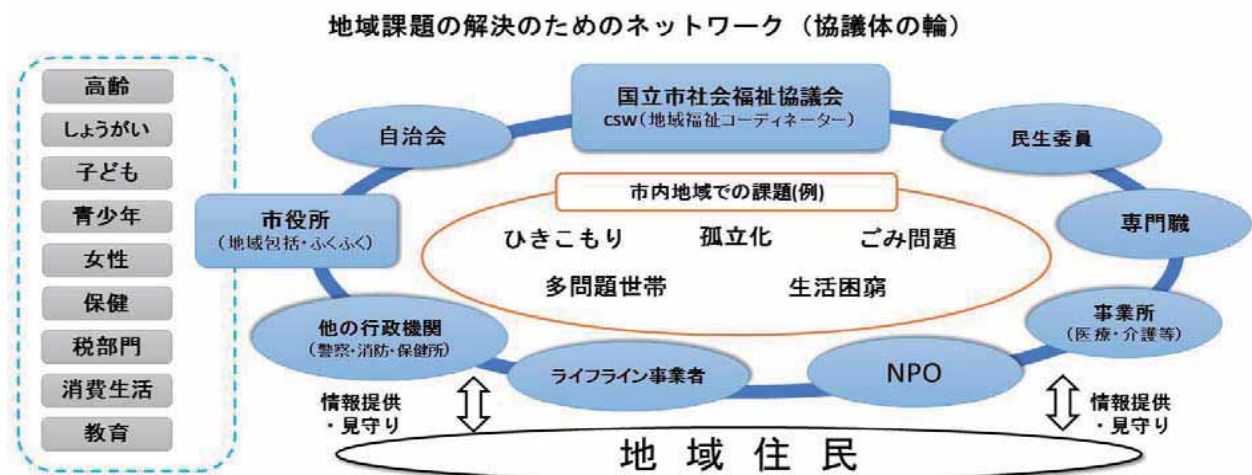 地域課題の解決のためのネットワーク（協議体の輪）
高齢
しょうがい
子ども
青少年
女性
保健
税部門
消費生活
教育
国立市社会福祉協議会
CSW（地域福祉コーディネーター）
自治会
民生委員
市役所
（地域包括・ふくふく）
専門職
市内地域での課題(例)
ひきこもり
孤立化
ごみ問題
多問題世帯
生活困窮
他の行政機関
（警察・消防・保健所）
事業所
（医療・介護等）
ライフライン事業者
NPO
情報提供
・見守り
情報提供
・見守り
地域住民